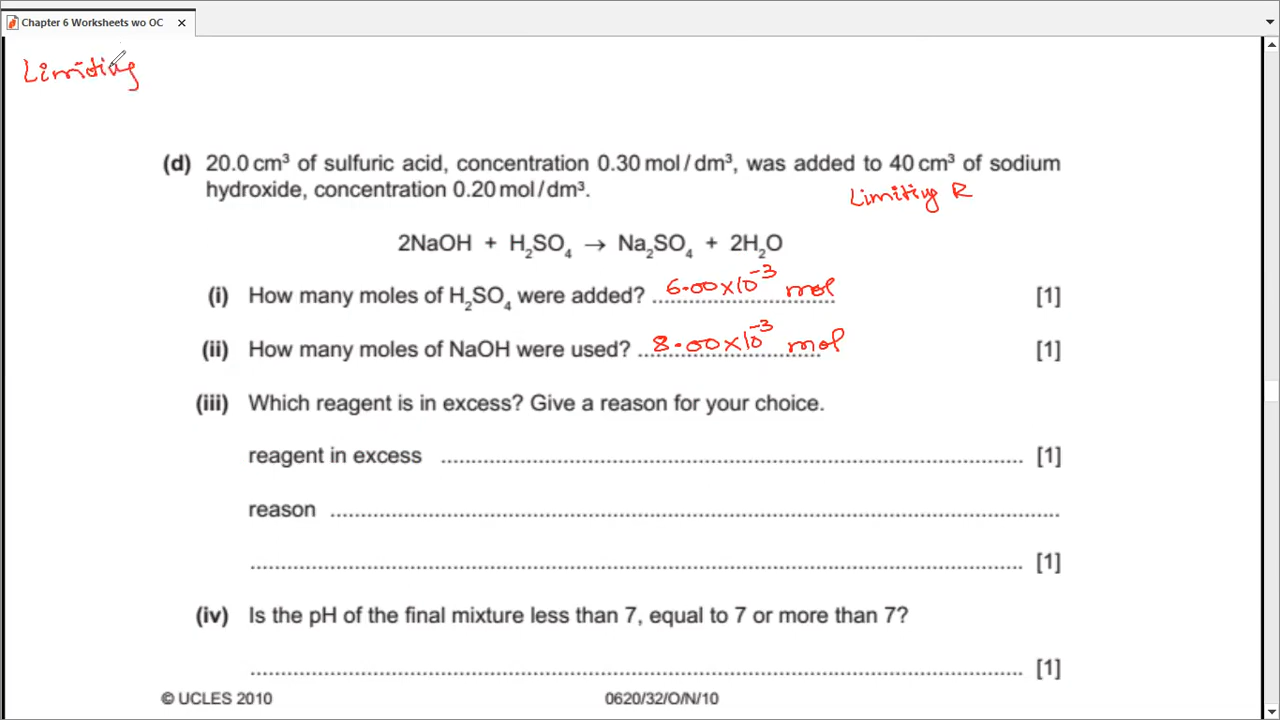 Chapter 6 Worksheets wo OC
Limiting
(d) 20.0 cm³ of sulfuric acid, concentration 0.30 mol / dm³, was added to 40 cm³ of sodium
hydroxide, concentration 0.20 mol / dm³.
Limiting R
2NaOH + H₂SO₄ → Na₂SO₄ + 2H₂O
(i) How many moles of H₂SO₄ were added? 6.00×10⁻³ mol [1]
(ii) How many moles of NaOH were used? 8.00×10⁻³ mol [1]
(iii) Which reagent is in excess? Give a reason for your choice.
reagent in excess ........................................ [1]
reason ........................................
........................................ [1]
(iv) Is the pH of the final mixture less than 7, equal to 7 or more than 7?
........................................ [1]
© UCLES 2010 0620/32/O/N/10